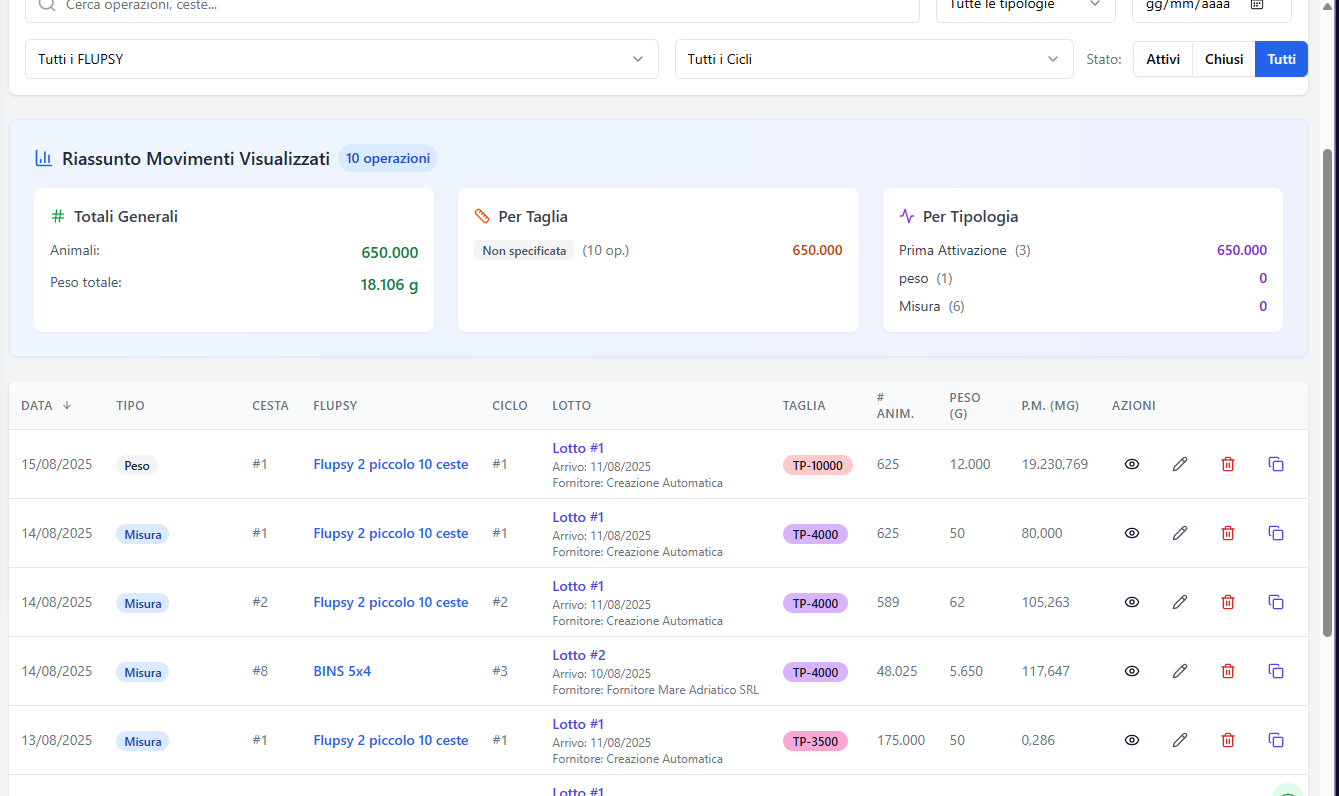 Cerca operazioni, ceste...
Tutte le tipologie
gg/mm/aaaa
Tutti i FLUPSY
Tutti i Cicli
Stato:
Attivi
Chiusi
Tutti
Riassunto Movimenti Visualizzati
10 operazioni
Totali Generali
Animali:
650.000
Peso totale:
18.106 g
Per Taglia
Non specificata (10 op.)
650.000
Per Tipologia
Prima Attivazione (3)
650.000
peso (1)
0
Misura (6)
0
DATA
TIPO
CESTA
FLUPSY
CICLO
LOTTO
TAGLIA
#
ANIM.
PESO
(G)
P.M. (MG)
AZIONI
15/08/2025
Peso
#1
Flupsy 2 piccolo 10 ceste
#1
Lotto #1
Arrivo: 11/08/2025
Fornitore: Creazione Automatica
TP-10000
625
12.000
19.230,769
14/08/2025
Misura
#1
Flupsy 2 piccolo 10 ceste
#1
Lotto #1
Arrivo: 11/08/2025
Fornitore: Creazione Automatica
TP-4000
625
50
80,000
14/08/2025
Misura
#2
Flupsy 2 piccolo 10 ceste
#2
Lotto #1
Arrivo: 11/08/2025
Fornitore: Creazione Automatica
TP-4000
589
62
105,263
14/08/2025
Misura
#8
BINS 5x4
#3
Lotto #2
Arrivo: 10/08/2025
Fornitore: Fornitore Mare Adriatico SRL
TP-4000
48.025
5.650
117,647
13/08/2025
Misura
#1
Flupsy 2 piccolo 10 ceste
#1
Lotto #1
Arrivo: 11/08/2025
Fornitore: Creazione Automatica
TP-3500
175.000
50
0,286
Lotto #1